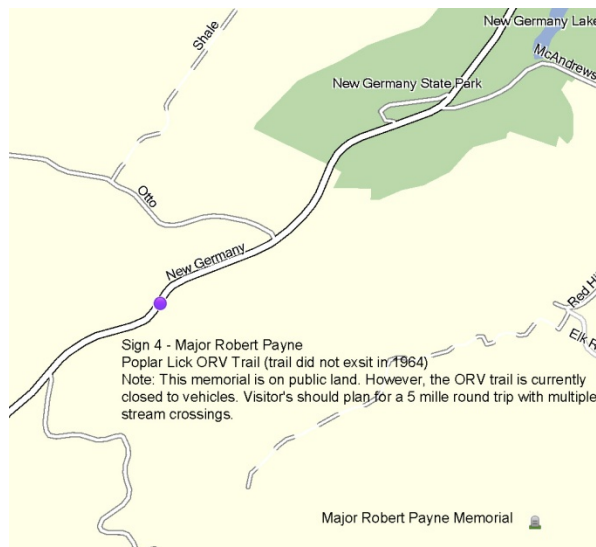 New Germany Lake
Shale
McAndrews
New Germany State Park
Otto
New Germany
Red Hi
Elk R
Sign 4 - Major Robert Payne
Poplar Lick ORV Trail (trail did not exsit in 1964)
Note: This memorial is on public land. However, the ORV trail is currently
closed to vehicles. Visitor's should plan for a 5 mille round trip with multiple
stream crossings.
Major Robert Payne Memorial